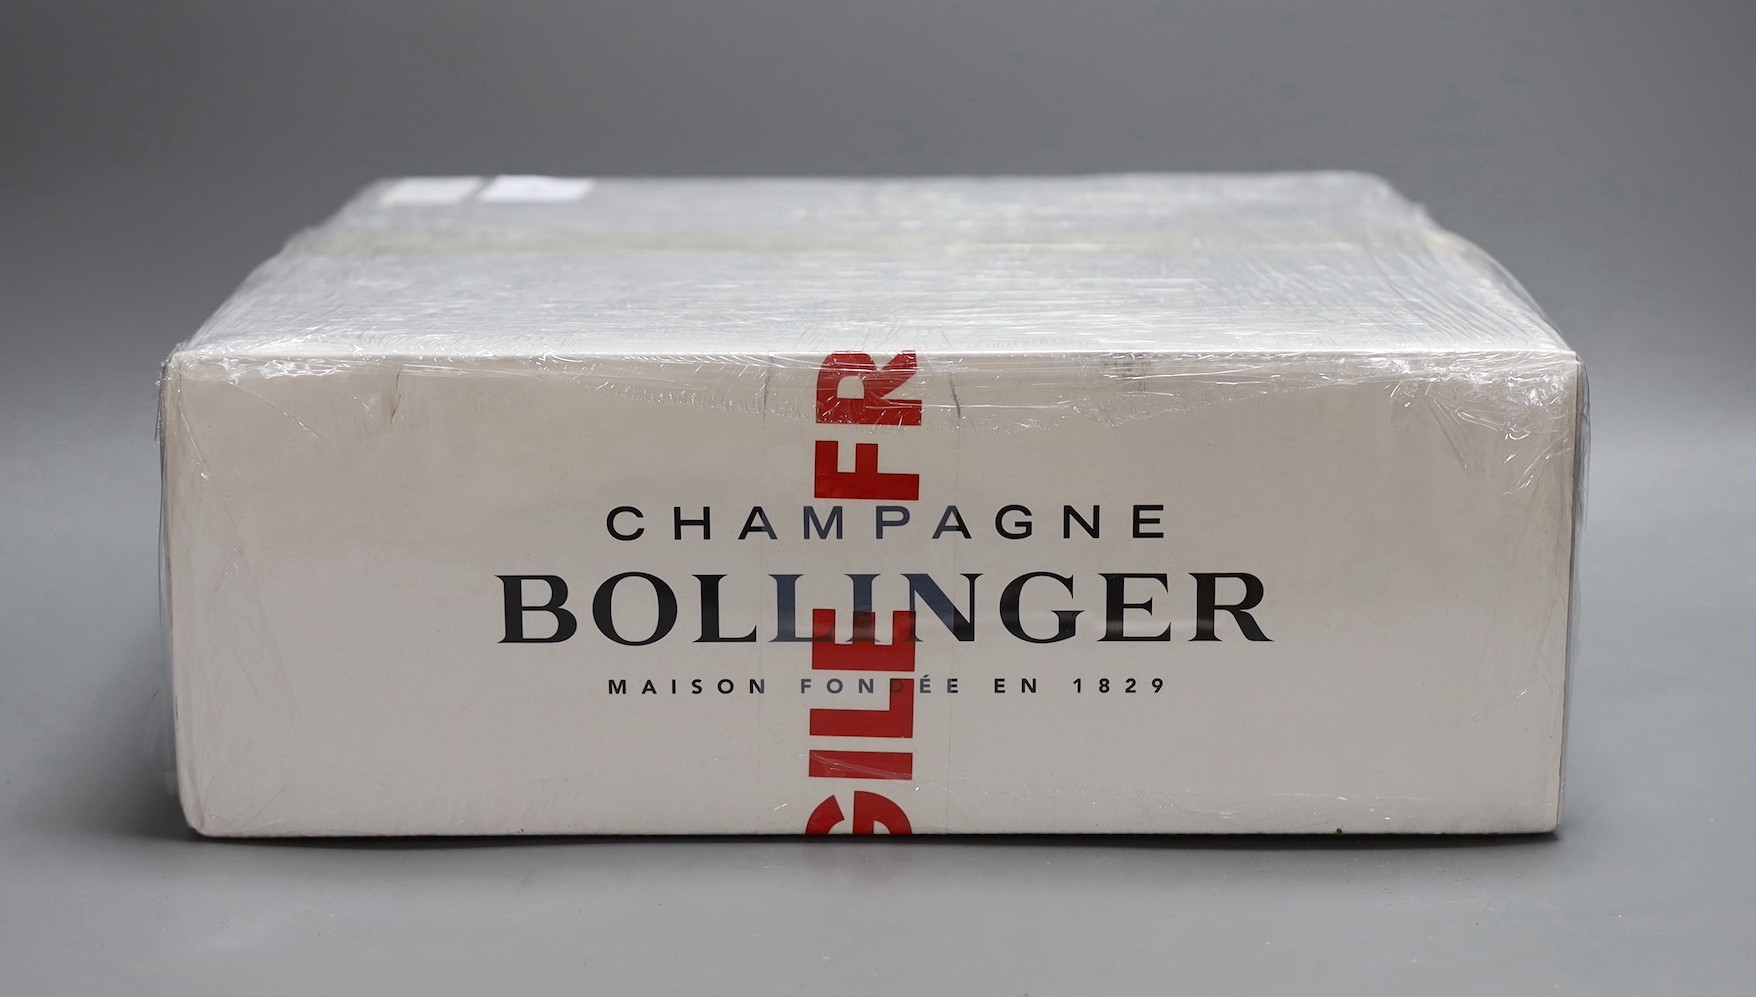 CHAMPAGNE
BOLLINGER
MAISON FONDÉE EN 1829
FR
GILE